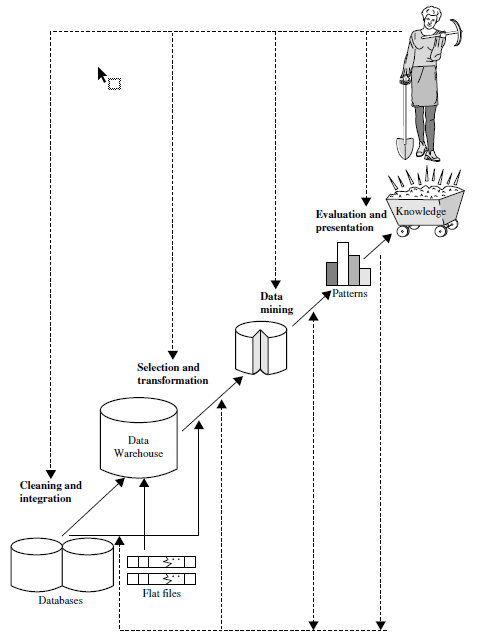 Evaluation and
presentation
Knowledge
Patterns
Data
mining
Selection and
transformation
Data
Warehouse
Cleaning and
integration
Databases
Flat files